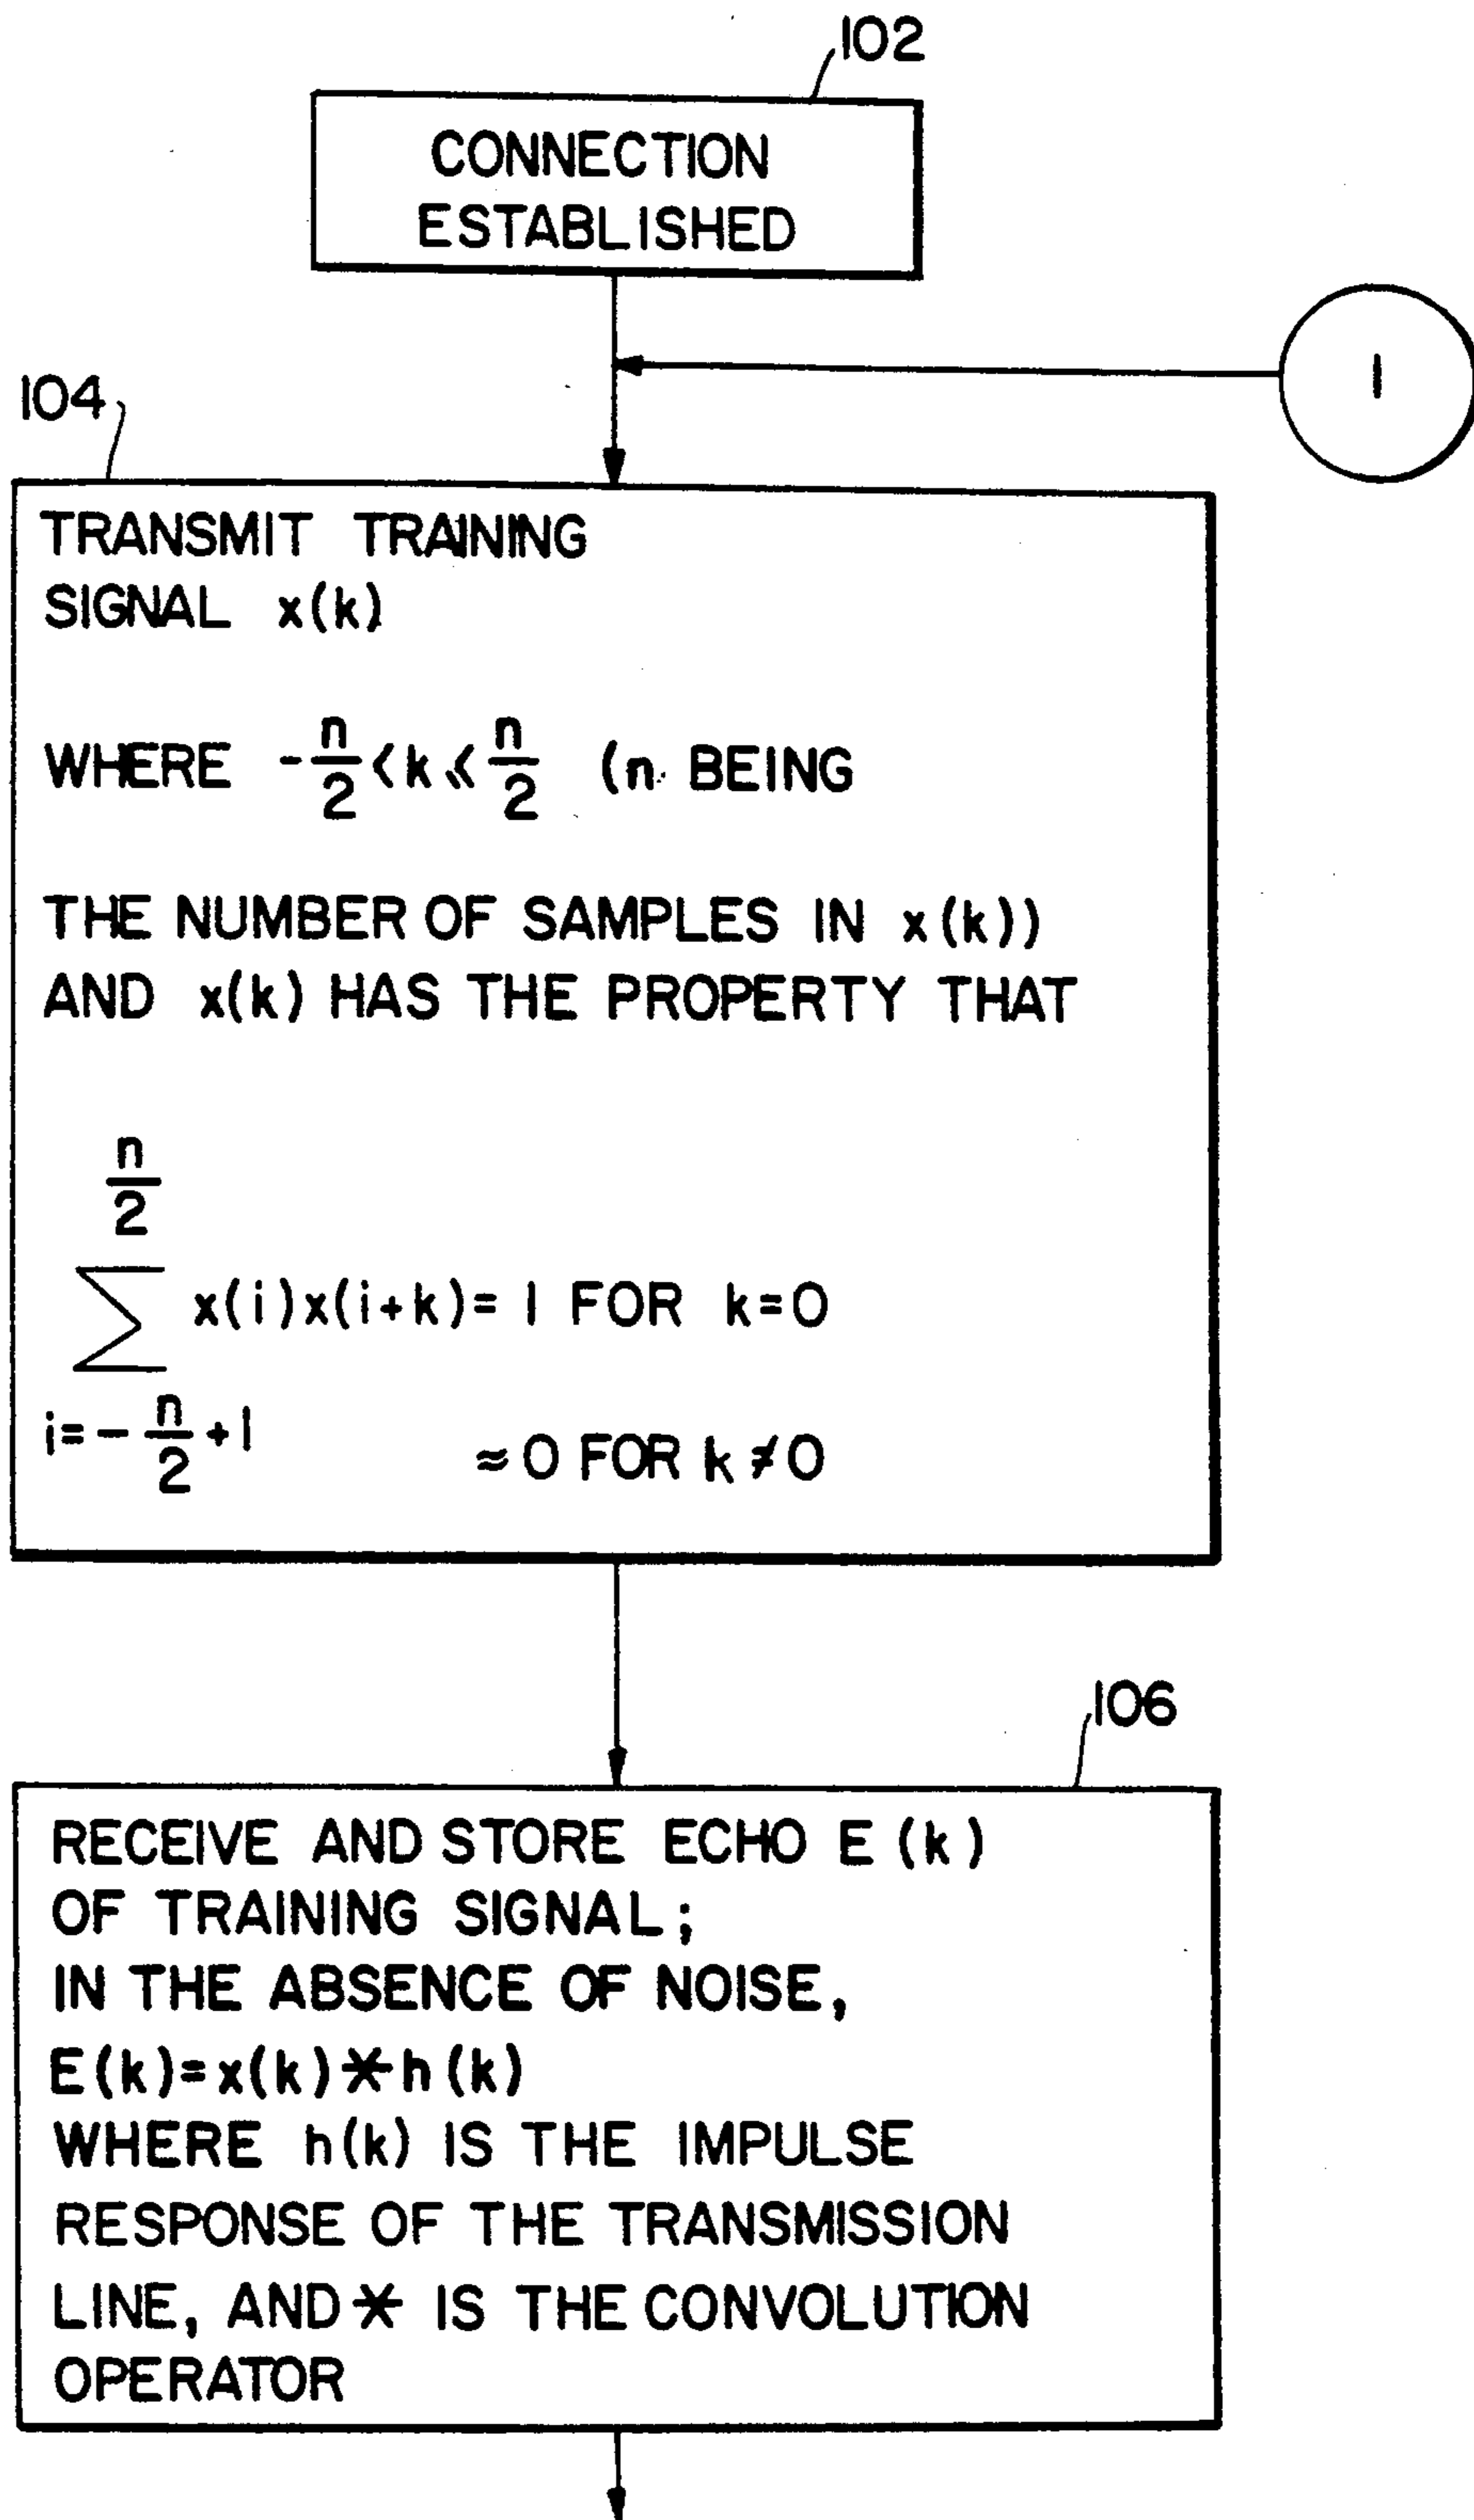 102
CONNECTION
ESTABLISHED
1
104
TRANSMIT TRAINING
SIGNAL x(k)
WHERE -n/2<k≤n/2 (n BEING
THE NUMBER OF SAMPLES IN x(k))
AND x(k) HAS THE PROPERTY THAT
n/2
∑ x(i)x(i+k)=1 FOR k=0
i=-n/2+1 ≈0 FOR k≠0
106
RECEIVE AND STORE ECHO E(k)
OF TRAINING SIGNAL;
IN THE ABSENCE OF NOISE,
E(k)=x(k)*h(k)
WHERE h(k) IS THE IMPULSE
RESPONSE OF THE TRANSMISSION
LINE, AND * IS THE CONVOLUTION
OPERATOR